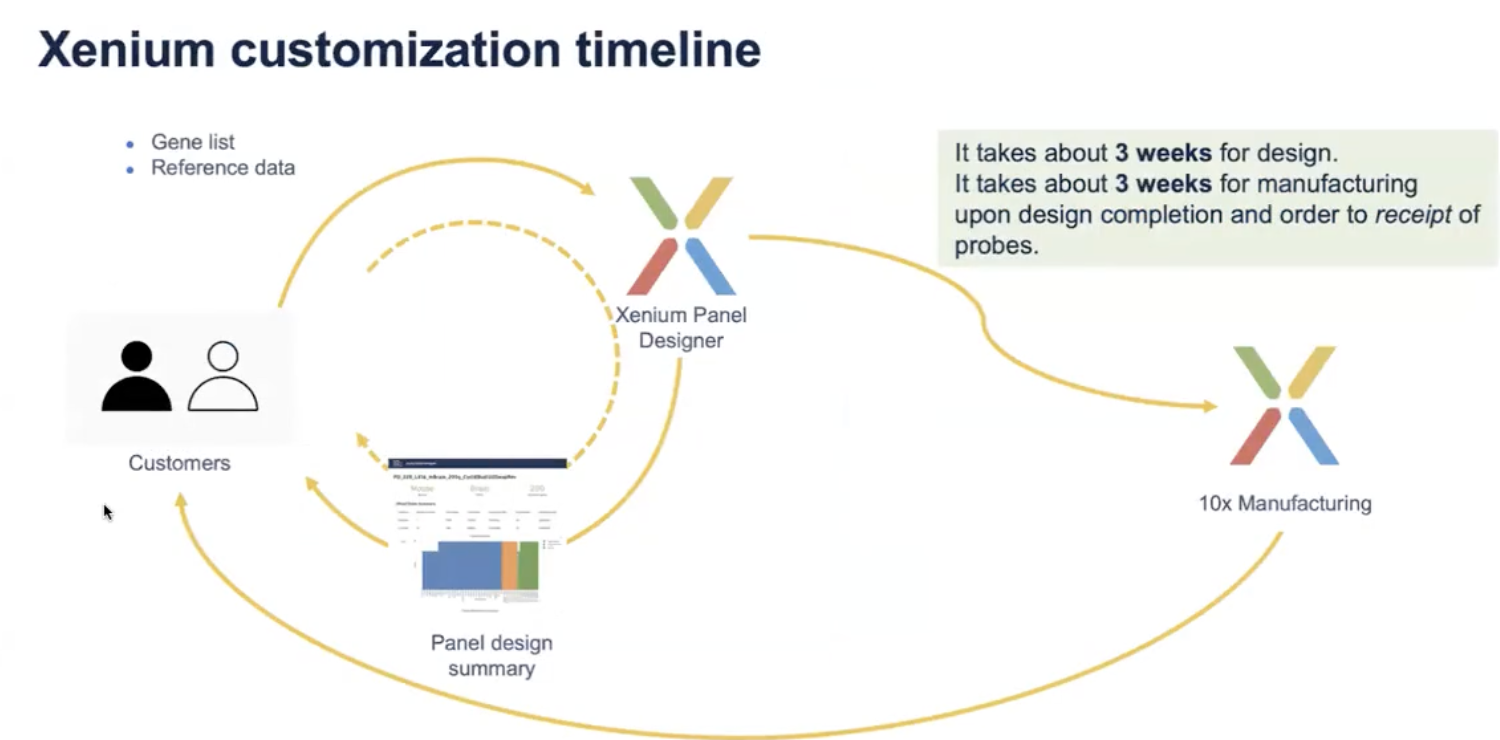 Xenium customization timeline
• Gene list
• Reference data
It takes about 3 weeks for design.
It takes about 3 weeks for manufacturing
upon design completion and order to receipt of
probes.
Xenium Panel
Designer
Customers
10x Manufacturing
Panel design
summary